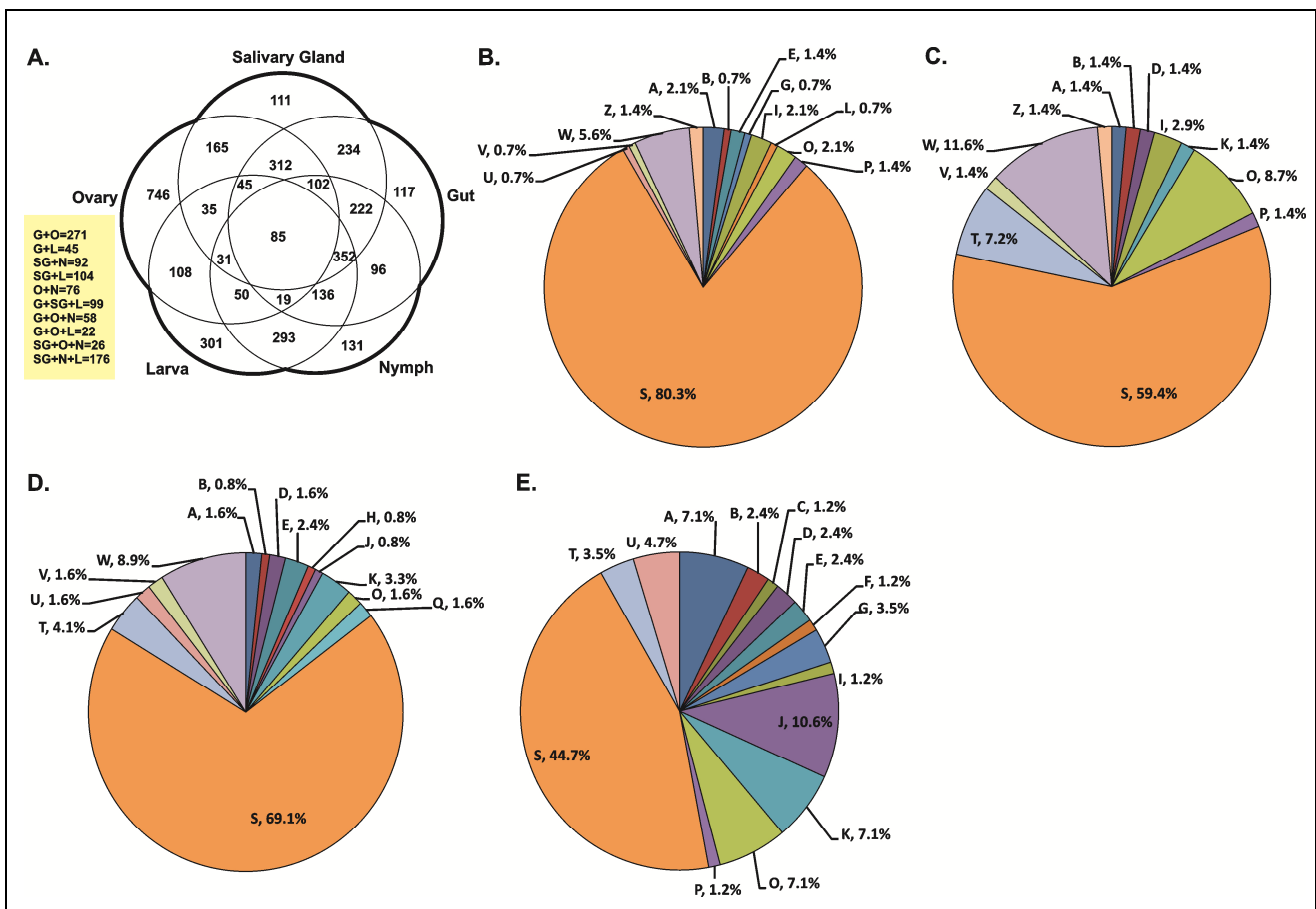 A.
Salivary Gland
111
165
312
234
746
45
102
117
Ovary
Gut
35
222
85
31
352
108
96
50
19
136
301
293
131
Larva
Nymph
G+O=271
G+L=45
SG+N=92
SG+L=104
O+N=76
G+SG+L=99
G+O+N=58
G+O+L=22
SG+O+N=26
SG+N+L=176
B.
A, 2.1%
B, 0.7%
E, 1.4%
G, 0.7%
I, 2.1%
L, 0.7%
O, 2.1%
P, 1.4%
Z, 1.4%
W, 5.6%
V, 0.7%
U, 0.7%
S, 80.3%
C.
A, 1.4%
B, 1.4%
D, 1.4%
I, 2.9%
K, 1.4%
O, 8.7%
P, 1.4%
Z, 1.4%
W, 11.6%
V, 1.4%
T, 7.2%
S, 59.4%
D.
A, 1.6%
B, 0.8%
D, 1.6%
E, 2.4%
H, 0.8%
J, 0.8%
K, 3.3%
O, 1.6%
Q, 1.6%
W, 8.9%
V, 1.6%
U, 1.6%
T, 4.1%
S, 69.1%
E.
A, 7.1%
B, 2.4%
C, 1.2%
D, 2.4%
E, 2.4%
F, 1.2%
G, 3.5%
I, 1.2%
J, 10.6%
K, 7.1%
O, 7.1%
P, 1.2%
S, 44.7%
T, 3.5%
U, 4.7%